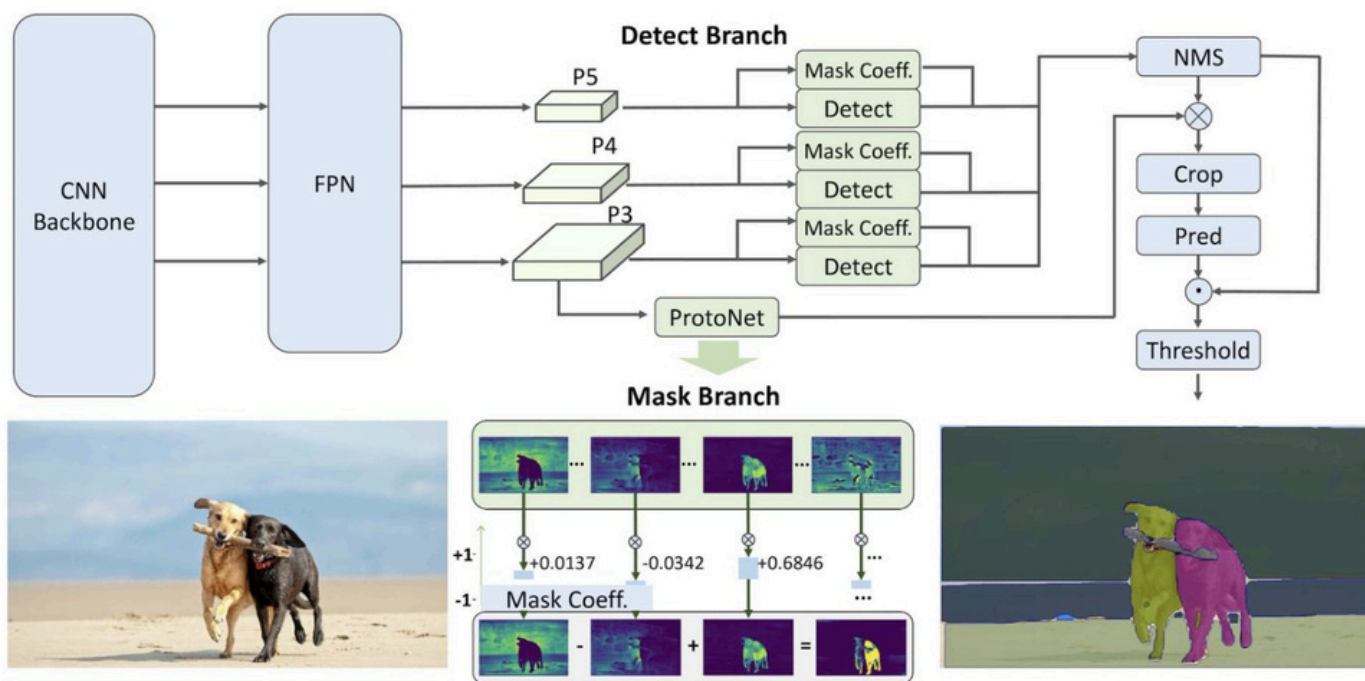 Detect Branch
CNN
Backbone
FPN
P5
P4
P3
Mask Coeff.
Detect
Mask Coeff.
Detect
Mask Coeff.
Detect
ProtoNet
NMS
Crop
Pred
Threshold
Mask Branch
... ... ...
+1
-1
+0.0137
-0.0342
+0.6846
...
...
Mask Coeff.
- + =